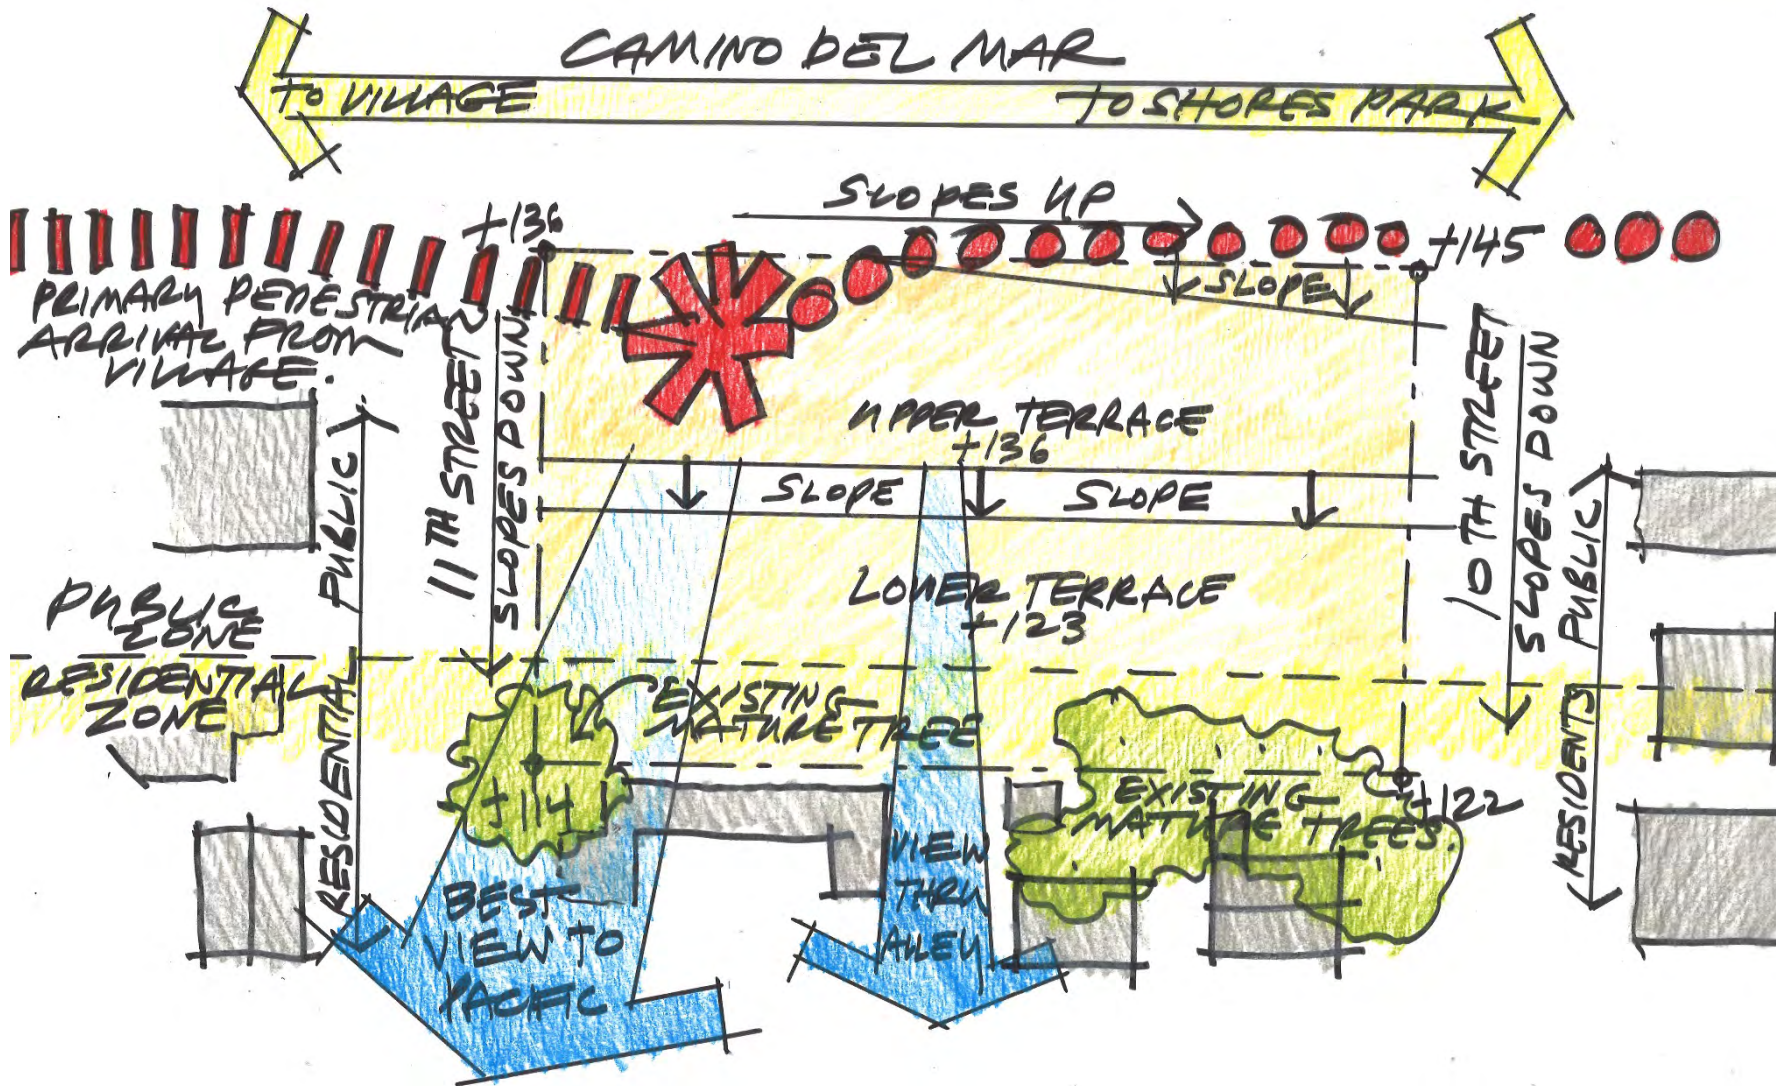 CAMINO DEL MAR
TO VILLAGE
TO SHORES PARK
SLOPES UP
+136
+145
SLOPE
PRIMARY PEDESTRIAN
ARRIVAL FROM
VILLAGE.
11TH STREET
SLOPES DOWN
10TH STREET
SLOPES DOWN
UPPER TERRACE
+136
SLOPE
SLOPE
PUBLIC
PUBLIC
LOWER TERRACE
+123
PUBLIC
ZONE
RESIDENTIAL
ZONE
RESIDENTIAL
RESIDENTS
EXISTING
MATURE TREE
+114
EXISTING
MATURE TREES.
+122
BEST
VIEW TO
PACIFIC
VIEW
THRU
ALLEY